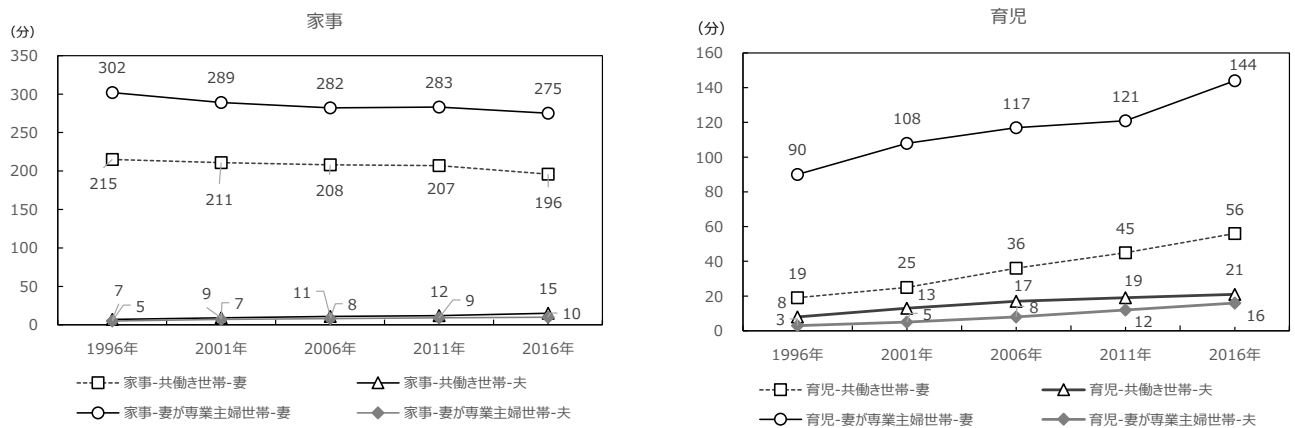 家事
(分)
350
300
250
200
150
100
50
0
302
289
282
283
275
215
211
208
207
196
7
9
11
12
15
5
7
8
9
10
1996年
2001年
2006年
2011年
2016年
家事-共働き世帯-妻
家事-共働き世帯-夫
家事-妻が専業主婦世帯-妻
家事-妻が専業主婦世帯-夫
育児
(分)
160
140
120
100
80
60
40
20
0
90
108
117
121
144
19
25
36
45
56
8
13
17
19
21
3
5
8
12
16
1996年
2001年
2006年
2011年
2016年
育児-共働き世帯-妻
育児-共働き世帯-夫
育児-妻が専業主婦世帯-妻
育児-妻が専業主婦世帯-夫